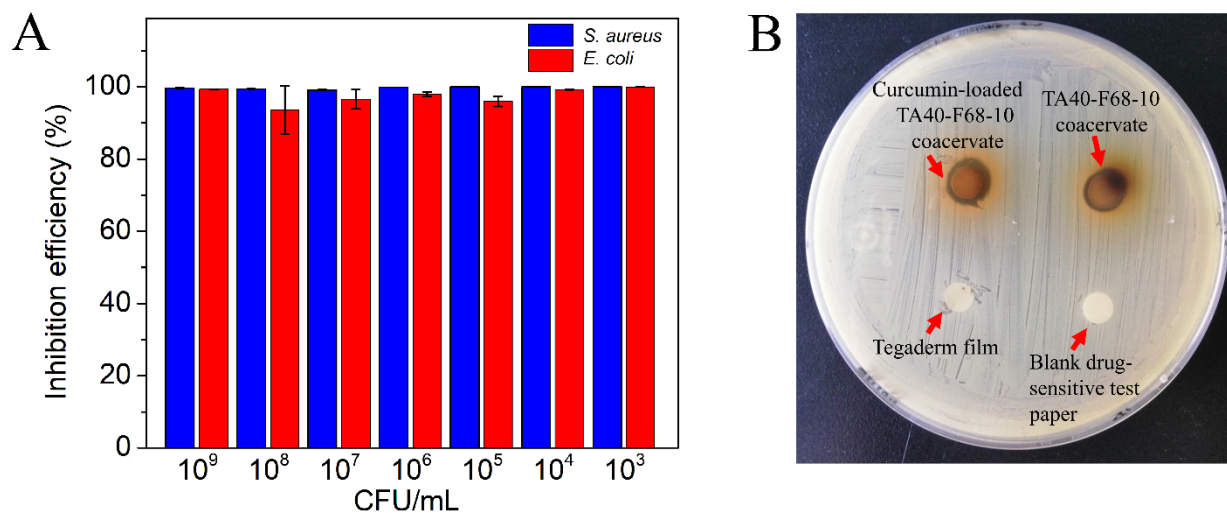 A
Inhibition efficiency (%)
100
80
60
40
20
0
S. aureus
E. coli
10⁹ 10⁸ 10⁷ 10⁶ 10⁵ 10⁴ 10³
CFU/mL
B
Curcumin-loaded
TA40-F68-10
coacervate
TA40-F68-10
coacervate
Tegaderm film
Blank drug-
sensitive test
paper